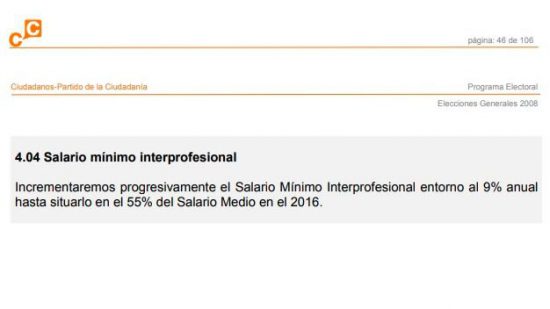 CC
página: 46 de 106
Ciudadanos-Partido de la Ciudadanía
Programa Electoral
Elecciones Generales 2008
4.04 Salario mínimo interprofesional
Incrementaremos progresivamente el Salario Mínimo Interprofesional entorno al 9% anual
hasta situarlo en el 55% del Salario Medio en el 2016.